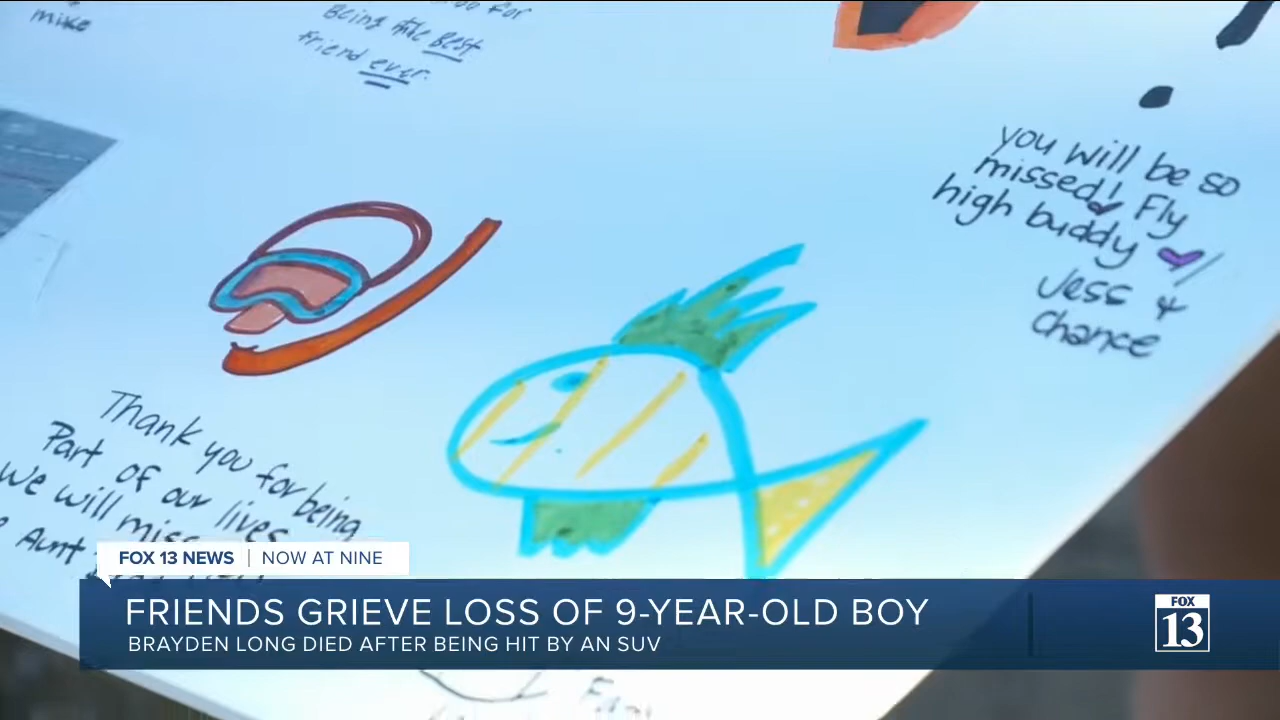 mike
Being the Best
friend ever.
you will be so
missed! Fly
high buddy
Jess &
Chance
Thank you for being
Part of our lives
We will miss
Aunt
FOX 13 NEWS | NOW AT NINE
FRIENDS GRIEVE LOSS OF 9-YEAR-OLD BOY
BRAYDEN LONG DIED AFTER BEING HIT BY AN SUV
FOX
13